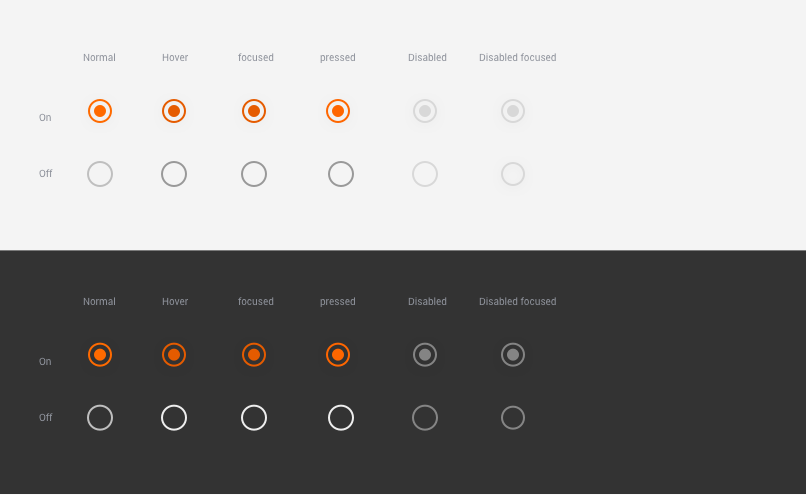 Normal Hover focused pressed Disabled Disabled focused
On
Off
Normal Hover focused pressed Disabled Disabled focused
On
Off